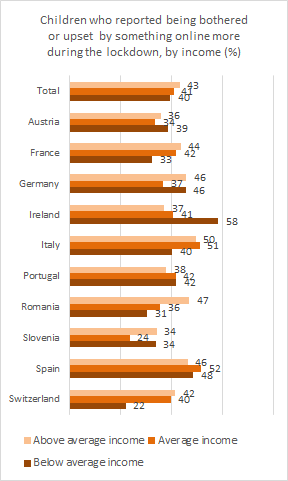 Children who reported being bothered
or upset by something online more
during the lockdown, by income (%)
Total 43
41
40
Austria 36
34
39
France 44
42
33
Germany 46
37
46
Ireland 37
41
58
Italy 50
51
40
Portugal 38
42
42
Romania 47
36
31
Slovenia 34
24
34
Spain 46
52
48
Switzerland 42
40
22
Above average income Average income
Below average income